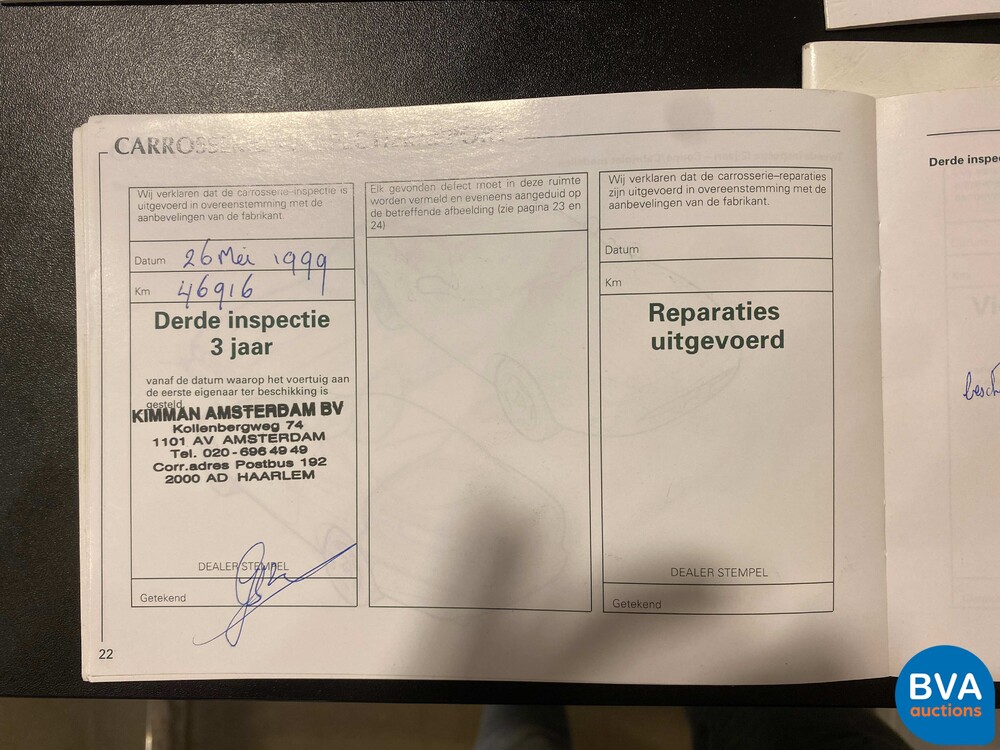 CARROSSERIE
Wij verklaren dat de carrosserie-inspectie is
uitgevoerd in overeenstemming met de
aanbevelingen van de fabrikant.
Datum 26 Mei 1999
Km 46916
Derde inspectie
3 jaar
vanaf de datum waarop het voertuig aan
de eerste eigenaar ter beschikking is
gesteld.
KIMMAN AMSTERDAM BV
Kollenbergweg 74
1101 AV AMSTERDAM
Tel. 020-696 49 49
Corr.adres Postbus 192
2000 AD HAARLEM
DEALER STEMPEL
Getekend
22
Elk gevonden defect moet in deze ruimte
worden vermeld en eveneens aangeduid op
de betreffende afbeelding (zie pagina 23 en
24)
Wij verklaren dat de carrosserie-reparaties
zijn uitgevoerd in overeenstemming met de
aanbevelingen van de fabrikant.
Datum
Km
Reparaties
uitgevoerd
DEALER STEMPEL
Getekend
Derde inspec
besch
BVA
auctions